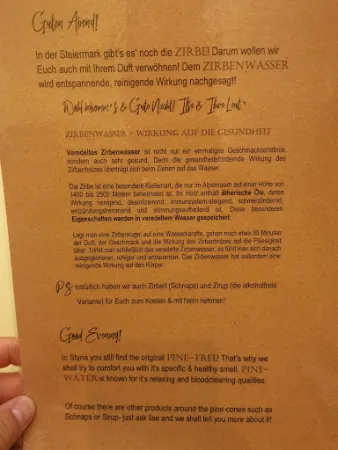 Guten Abend!
In der Steiermark gibt's es' noch die ZIRBE! Darum wollen wir
Euch auch mit Ihrem Duft verwöhnen! Dem ZIRBENWASSER
wird entspannende, reinigende Wirkung nachgesagt!
Wohl bekomm's & Gute Nacht! Ilse & Ihre Leut'
ZIRBENWASSER - WIRKUNG AUF DIE GESUNDHEIT
Veredeltes Zirbenwasser ist nicht nur ein einmaliges Geschmackserlebnis,
sondern auch sehr gesund. Denn die gesundheitsfördernde Wirkung des
Zirbenholzes überträgt sich beim Ziehen auf das Wasser.
Die Zirbe ist eine besondere Kiefernart, die nur im Alpenraum auf einer Höhe von
1400 bis 2500 Metern beheimatet ist. Ihr Holz enthält ätherische Öle, deren
Wirkung reinigend, desinfizierend, immunsystem-steigernd, schmerzlindernd,
entzündungshemmend und stimmungsaufhellend ist. Diese besonderen
Eigenschaften werden in veredeltem Wasser gespeichert.
Legt man eine Zirbenkugel auf eine Wasserkaraffe, gehen nach etwa 30 Minuten
der Duft, der Geschmack und die Wirkung des Zirbenholzes auf die Flüssigkeit
über. Trinkt man schließlich das veredelte Zirbenwasser, so fühlt man sich danach
ausgeglichener, ruhiger und entspannter. Das Zirbenwasser hat außerdem eine
reinigende Wirkung auf den Körper.
PS natürlich haben wir auch Zirberl (Schnaps) und Zirup (die alkoholfreie
Variante) für Euch zum Kosten & mit heim nehmen!
Good Evening!
In Styria you still find the original PINE-TREE! That's why we
shall try to comfort you with it's specific & healthy smell. PINE-
WATER is known for it's relaxing and bloodcleaning qualities.
Of course there are other products around the pine-cones such as
Schnaps or Sirup- just ask Ilse and we shall tell you more about it!